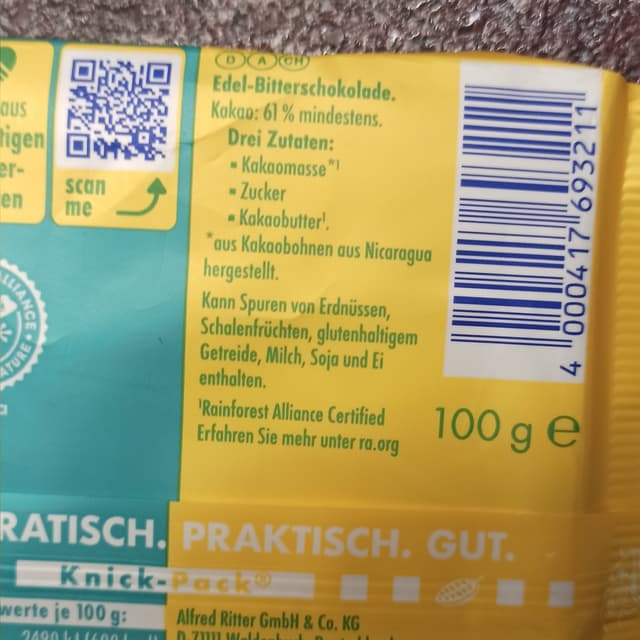 aus
tigen
er-
en
scan
me
D A CH
Edel-Bitterschokolade.
Kakao: 61 % mindestens.
Drei Zutaten:
▪ Kakaomasse*¹
▪ Zucker
▪ Kakaobutter¹.
*aus Kakaobohnen aus Nicaragua
hergestellt.
Kann Spuren von Erdnüssen,
Schalenfrüchten, glutenhaltigem
Getreide, Milch, Soja und Ei
enthalten.
¹Rainforest Alliance Certified
Erfahren Sie mehr unter ra.org
4 000417 693211
100 g e
RATISCH. PRAKTISCH. GUT.
Knick-Pack®
werte je 100 g:
Alfred Ritter GmbH & Co. KG